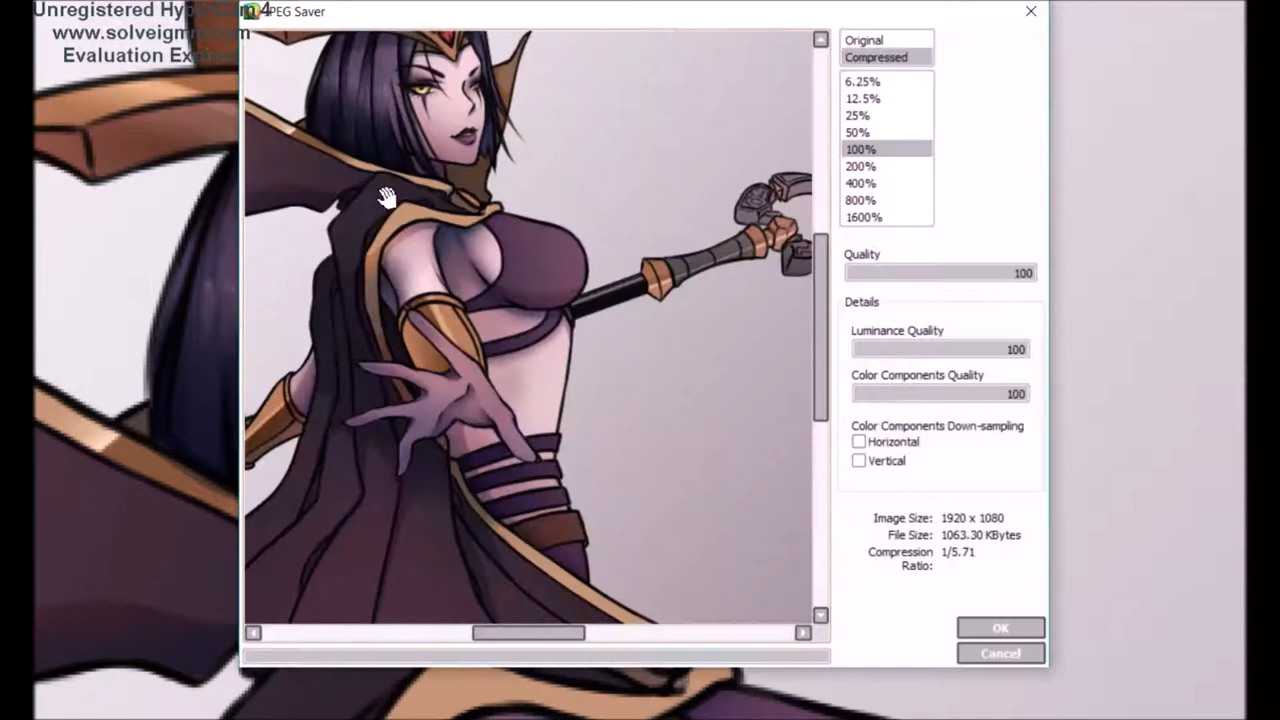 Unregistered HyperCam 4
www.solveigmm.com
Evaluation Exp
PEG Saver
Original
Compressed
6.25%
12.5%
25%
50%
100%
200%
400%
800%
1600%
Quality
100
Details
Luminance Quality
100
Color Components Quality
100
Color Components Down-sampling
Horizontal
Vertical
Image Size: 1920 x 1080
File Size: 1063.30 KBytes
Compression 1/5.71
Ratio:
OK
Cancel